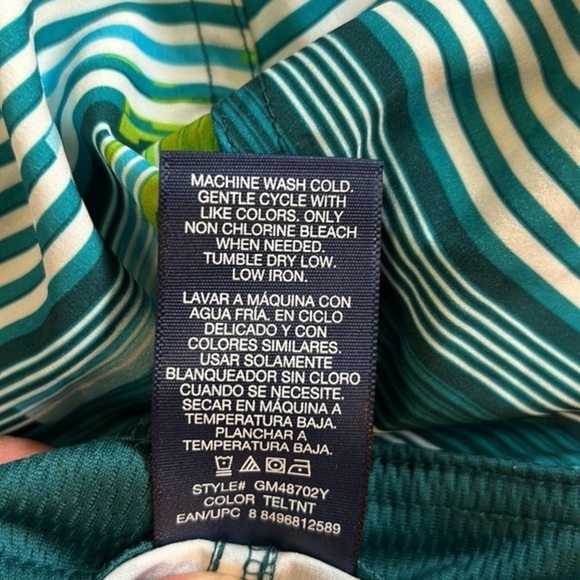 MACHINE WASH COLD.
GENTLE CYCLE WITH
LIKE COLORS. ONLY
NON CHLORINE BLEACH
WHEN NEEDED.
TUMBLE DRY LOW.
LOW IRON.
LAVAR A MÁQUINA CON
AGUA FRÍA. EN CICLO
DELICADO Y CON
COLORES SIMILARES.
USAR SOLAMENTE
BLANQUEADOR SIN CLORO
CUANDO SE NECESITE.
SECAR EN MÁQUINA A
TEMPERATURA BAJA.
PLANCHAR A
TEMPERATURA BAJA.
STYLE# GM48702Y
COLOR TELTNT
EAN/UPC 8 8496812589